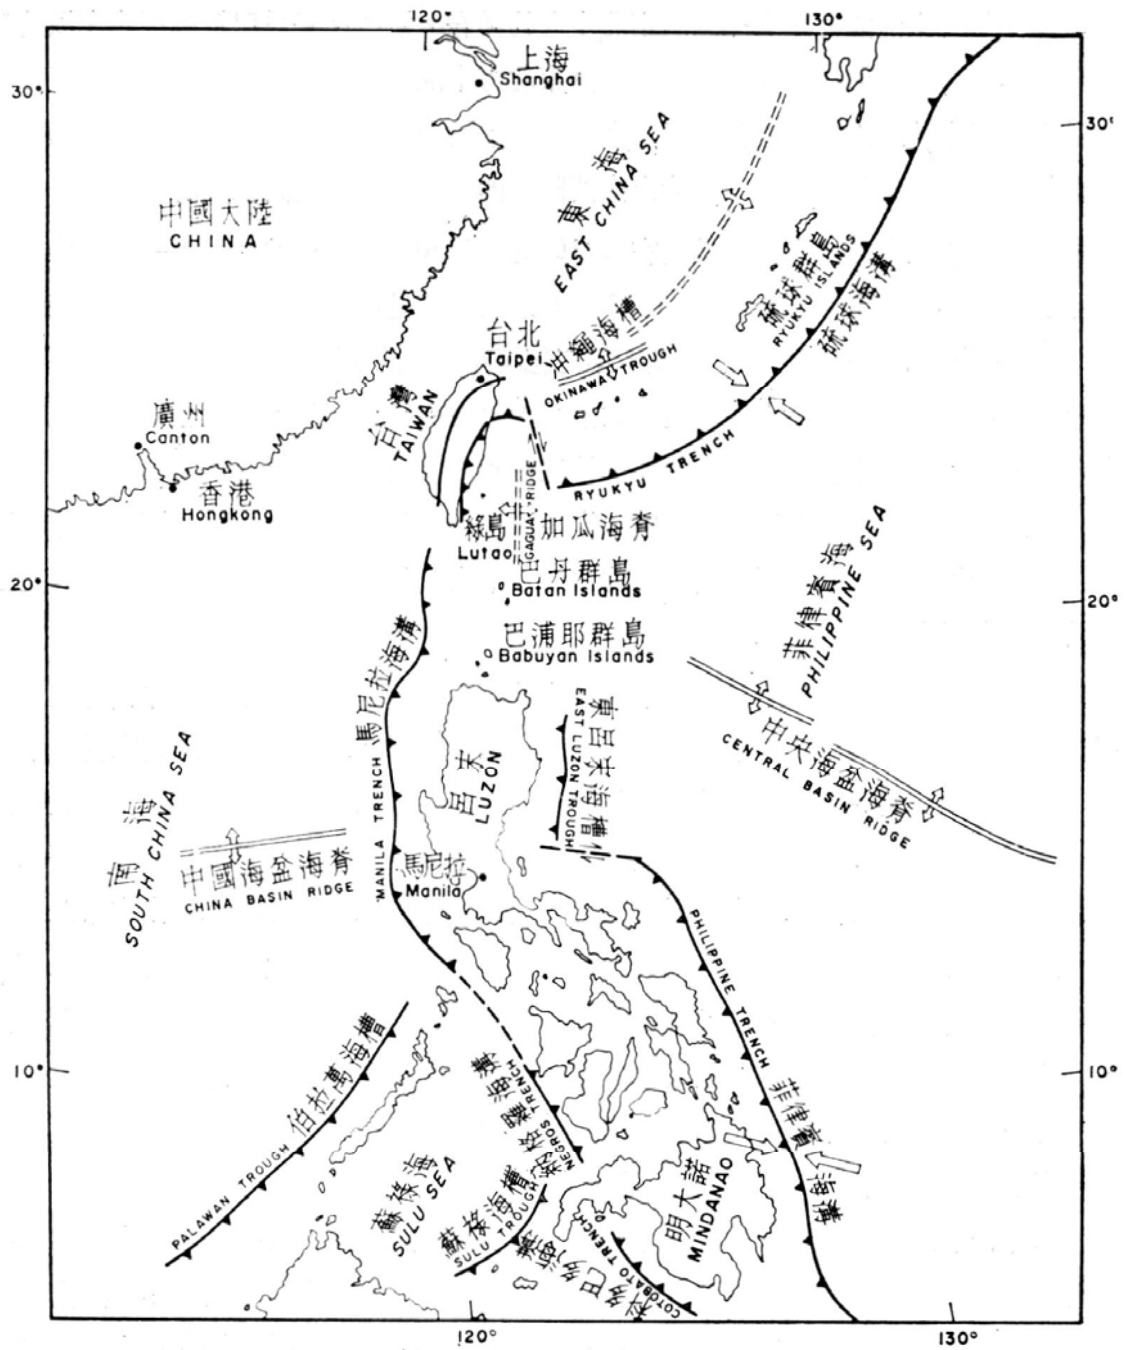 120°
130°
30°
30°
上海
Shanghai
東海
EAST CHINA SEA
中國大陸
CHINA
琉球群島
RYUKYU ISLANDS
琉球海溝
RYUKYU TRENCH
台北
Taipei
沖繩海槽
OKINAWA TROUGH
台灣
TAIWAN
廣州
Canton
香港
Hongkong
綠島
Lutao
加瓜海脊
GAGUA RIDGE
巴丹群島
Batan Islands
20°
20°
巴浦耶群島
Babuyan Islands
菲律賓海
PHILIPPINE SEA
馬尼拉海溝
MANILA TRENCH
呂宋
LUZON
東呂宋海槽
EAST LUZON TROUGH
中央海盆海脊
CENTRAL BASIN RIDGE
南海
SOUTH CHINA SEA
中國海盆海脊
CHINA BASIN RIDGE
馬尼拉
Manila
PHILIPPINE TRENCH
菲律賓海溝
10°
10°
伯拉萬海槽
PALAWAN TROUGH
NEGROS TRENCH
蘇祿海
SULU SEA
蘇祿海槽
SULU TROUGH
明大諾
MINDANAO
COTOBATO TRENCH
120°
130°